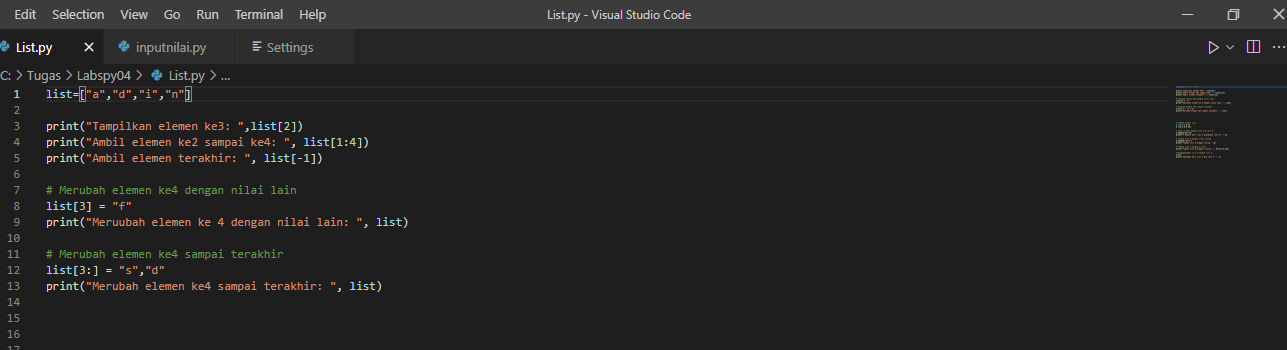 Edit Selection View Go Run Terminal Help List.py - Visual Studio Code
List.py inputnilai.py Settings
C: > Tugas > Labspy04 > List.py > ...
1 list=["a","d","i","n"]
2
3 print("Tampilkan elemen ke3: ",list[2])
4 print("Ambil elemen ke2 sampai ke4: ", list[1:4])
5 print("Ambil elemen terakhir: ", list[-1])
6
7 # Merubah elemen ke4 dengan nilai lain
8 list[3] = "f"
9 print("Meruubah elemen ke 4 dengan nilai lain: ", list)
10
11 # Merubah elemen ke4 sampai terakhir
12 list[3:] = "s","d"
13 print("Merubah elemen ke4 sampai terakhir: ", list)
14
15
16
17